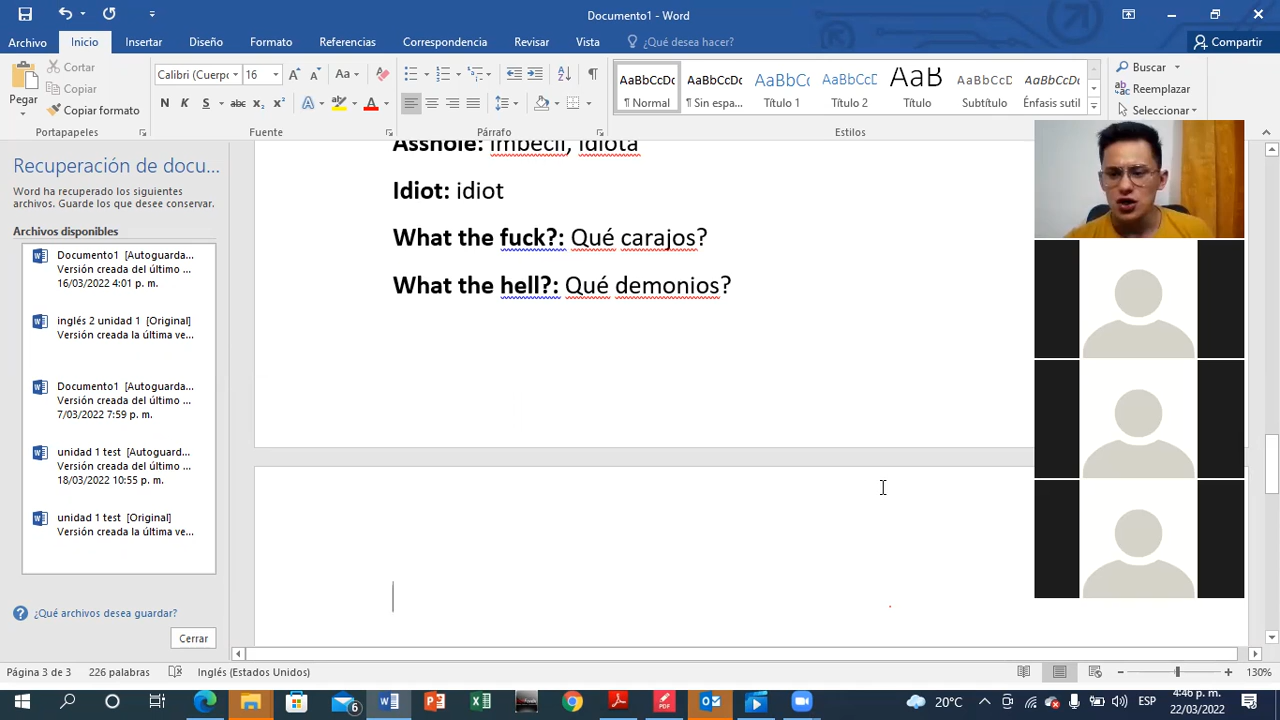 Documento1 - Word
Archivo Inicio Insertar Diseño Formato Referencias Correspondencia Revisar Vista ¿Qué desea hacer? Compartir
Pegar
Cortar
Copiar
Copiar formato
Portapapeles
Calibri (Cuerpo 16
N K S abc x₂ x² A A
Fuente
Párrafo
AaBbCcDc AaBbCcDc AaBbCc AaBbCcD AaB AaBbCcD AaBbCcDc
¶ Normal ¶ Sin espa... Título 1 Título 2 Título Subtítulo Énfasis sutil
Estilos
Buscar
Reemplazar
Seleccionar
Recuperación de docu...
Word ha recuperado los siguientes
archivos. Guarde los que desee conservar.
Archivos disponibles
Documento1 [Autoguarda...
Versión creada del último ...
16/03/2022 4:01 p. m.
inglés 2 unidad 1 [Original]
Versión creada la última ve...
Documento1 [Autoguarda...
Versión creada del último ...
7/03/2022 7:59 p. m.
unidad 1 test [Autoguarda...
Versión creada del último ...
18/03/2022 10:55 p. m.
unidad 1 test [Original]
Versión creada la última ve...
¿Qué archivos desea guardar?
Cerrar
Asshole: imbécil, idiota
Idiot: idiot
What the fuck?: Qué carajos?
What the hell?: Qué demonios?
Página 3 de 3 226 palabras Inglés (Estados Unidos) 130%
6
20°C ESP
4:46 p. m.
22/03/2022